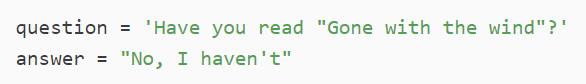 question = 'Have you read "Gone with the wind"?'
answer = "No, I haven't"